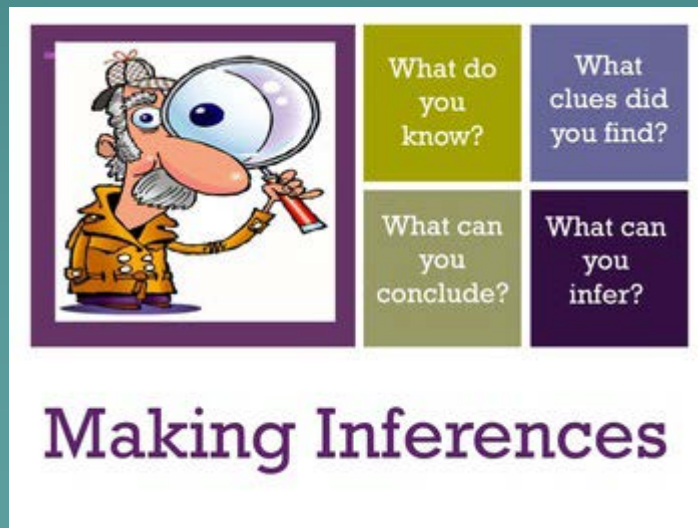 What do
you
know?
What
clues did
you find?
What can
you
conclude?
What can
you
infer?
Making Inferences